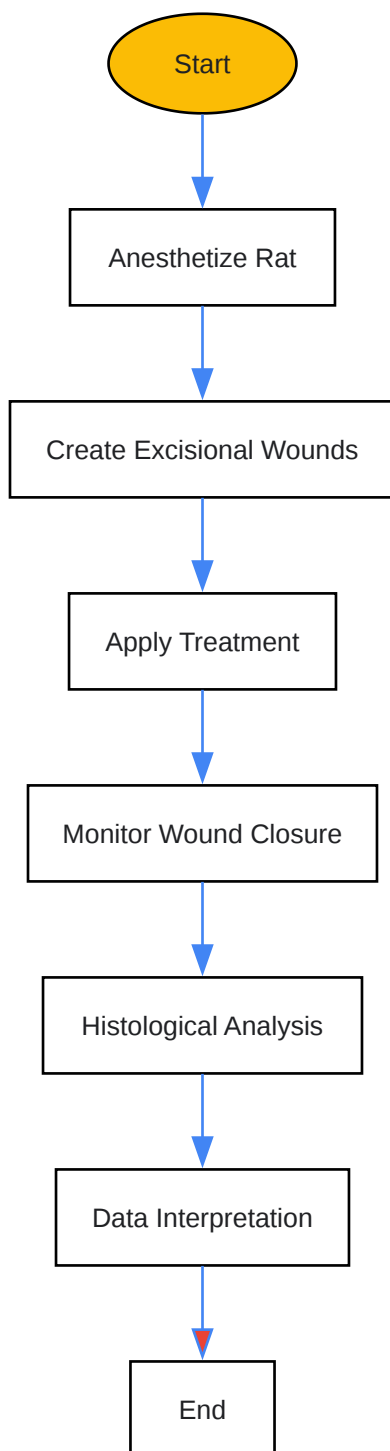 Start
Anesthetize Rat
Create Excisional Wounds
Apply Treatment
Monitor Wound Closure
Histological Analysis
Data Interpretation
End